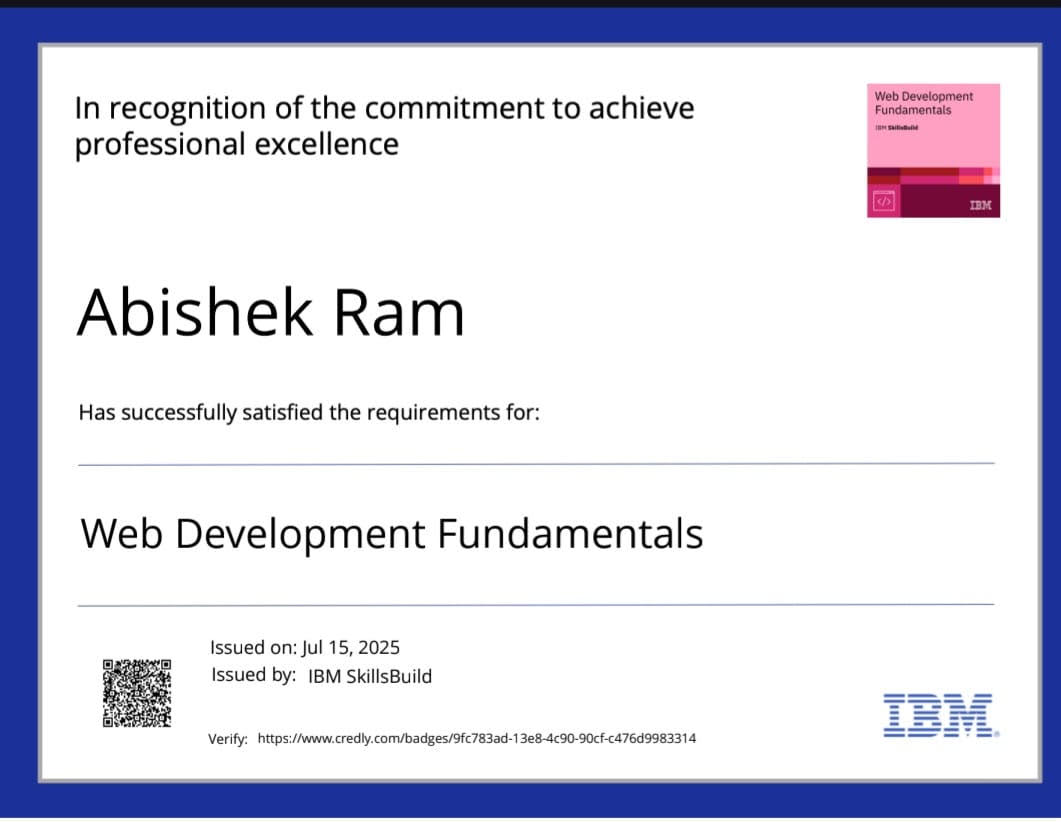 In recognition of the commitment to achieve
professional excellence
Web Development
Fundamentals
IBM SkillsBuild
</>
IBM
Abishek Ram
Has successfully satisfied the requirements for:
Web Development Fundamentals
Issued on: Jul 15, 2025
Issued by: IBM SkillsBuild
Verify: https://www.credly.com/badges/9fc783ad-13e8-4c90-90cf-c476d9983314
IBM®